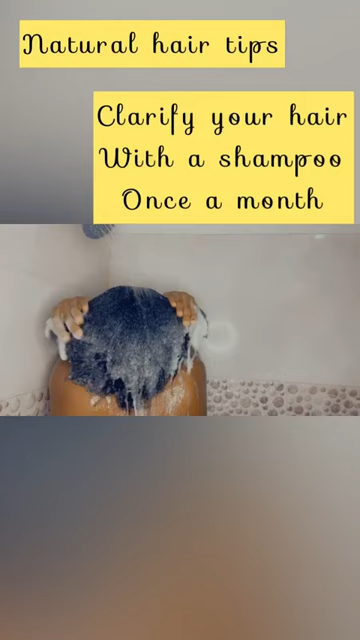 Natural hair tips
Clarify your hair
With a shampoo
Once a month